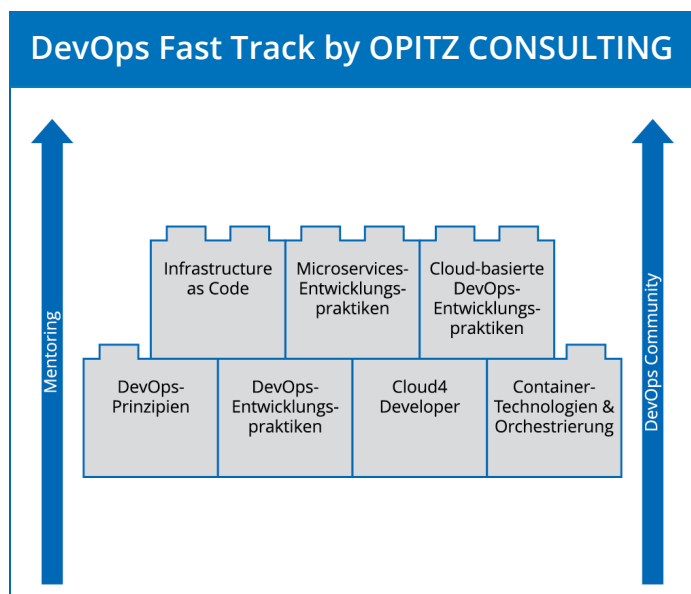 DevOps Fast Track by OPITZ CONSULTING
Mentoring
Infrastructure
as Code
Microservices-
Entwicklungs-
praktiken
Cloud-basierte
DevOps-
Entwicklungs-
praktiken
DevOps-
Prinzipien
DevOps-
Entwicklungs-
praktiken
Cloud4
Developer
Container-
Technologien &
Orchestrierung
DevOps Community